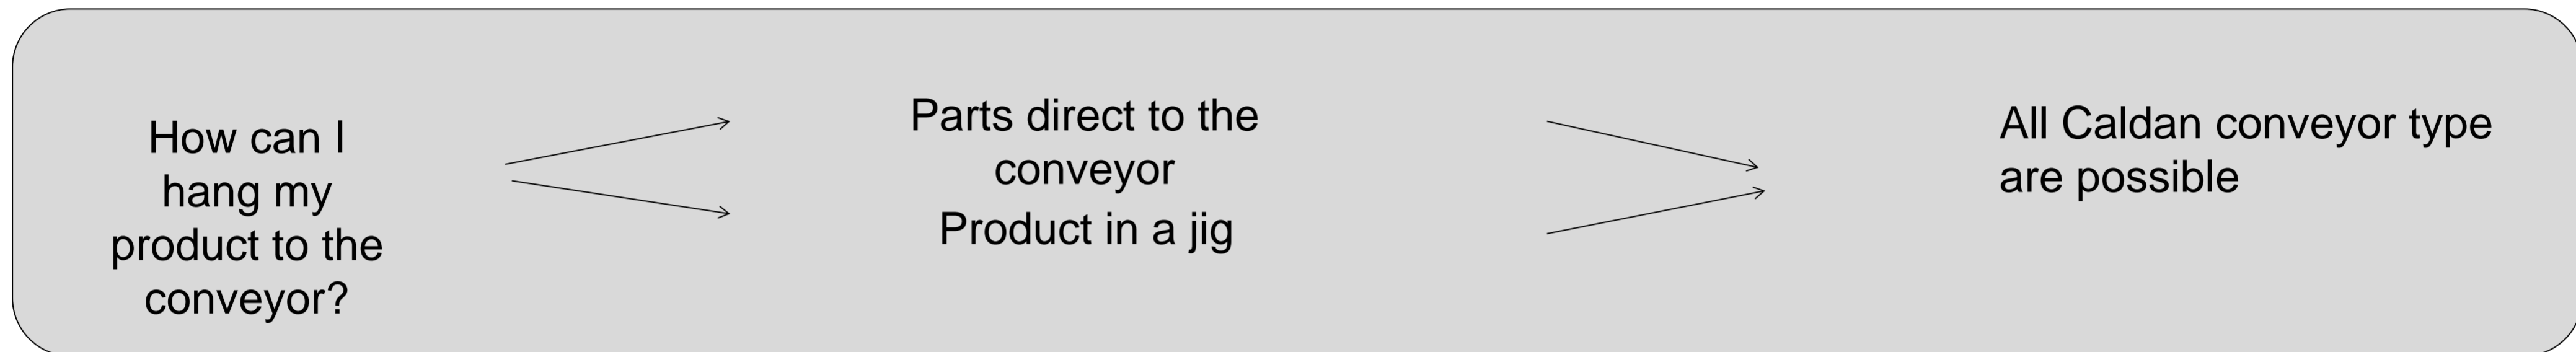 How can I
hang my
product to the
conveyor?
Parts direct to the
conveyor
Product in a jig
All Caldan conveyor type
are possible